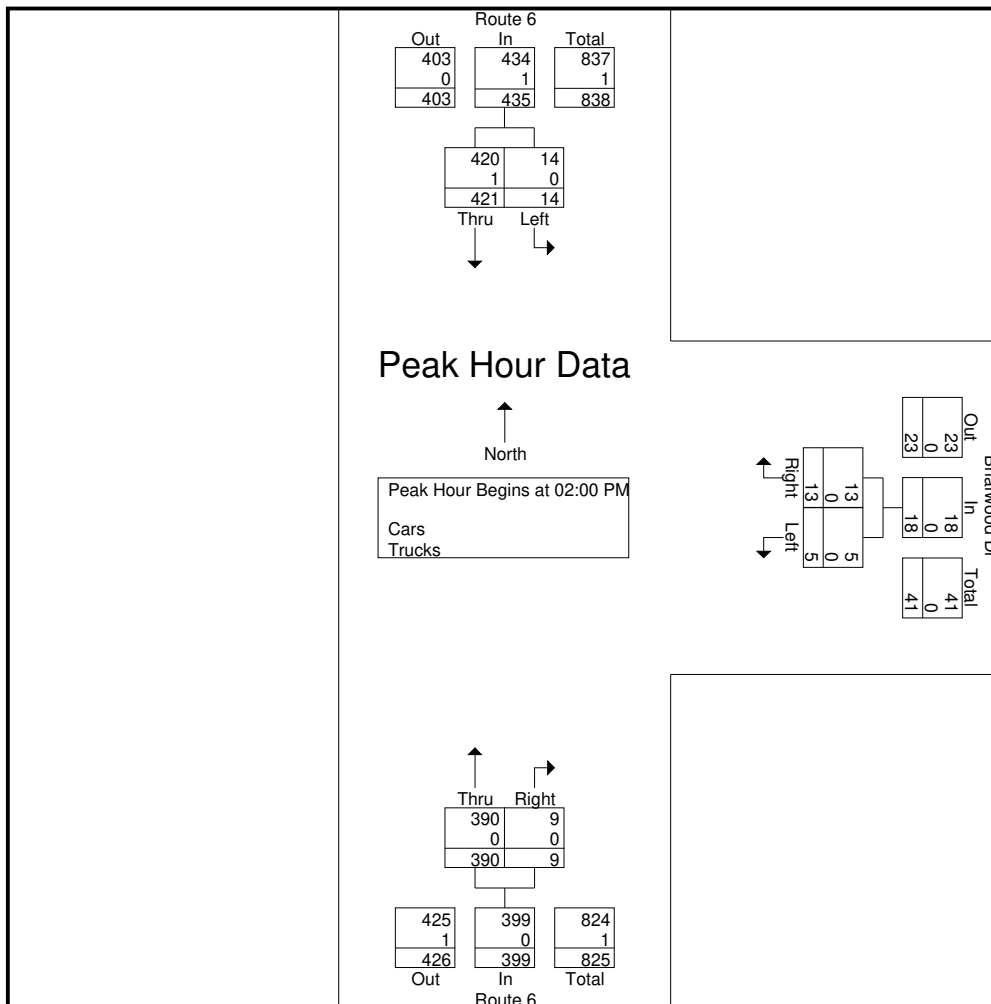 Route 6
Out In Total
403 434 837
0 1 1
403 435 838
420 14
1 0
421 14
Thru Left
Peak Hour Data
North
Peak Hour Begins at 02:00 PM
Cars
Trucks
Right Left
13 5
0 0
13 5
Out In Total
23 18 41
0 0 0
23 18 41
Thru Right
390 9
0 0
390 9
425 399 824
1 0 1
426 399 825
Out In Total
Route 6